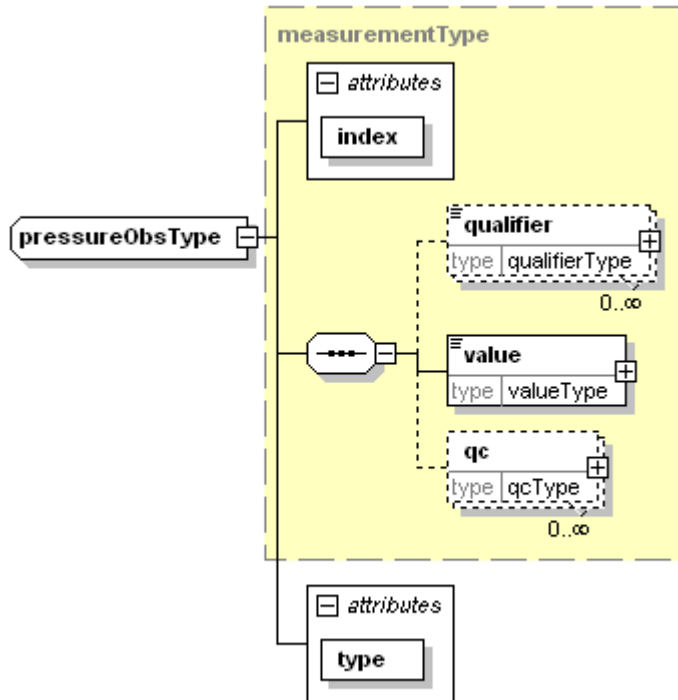 measurementType
attributes
index
pressureObsType
qualifier
type qualifierType
0..∞
value
type valueType
qc
type qcType
0..∞
attributes
type